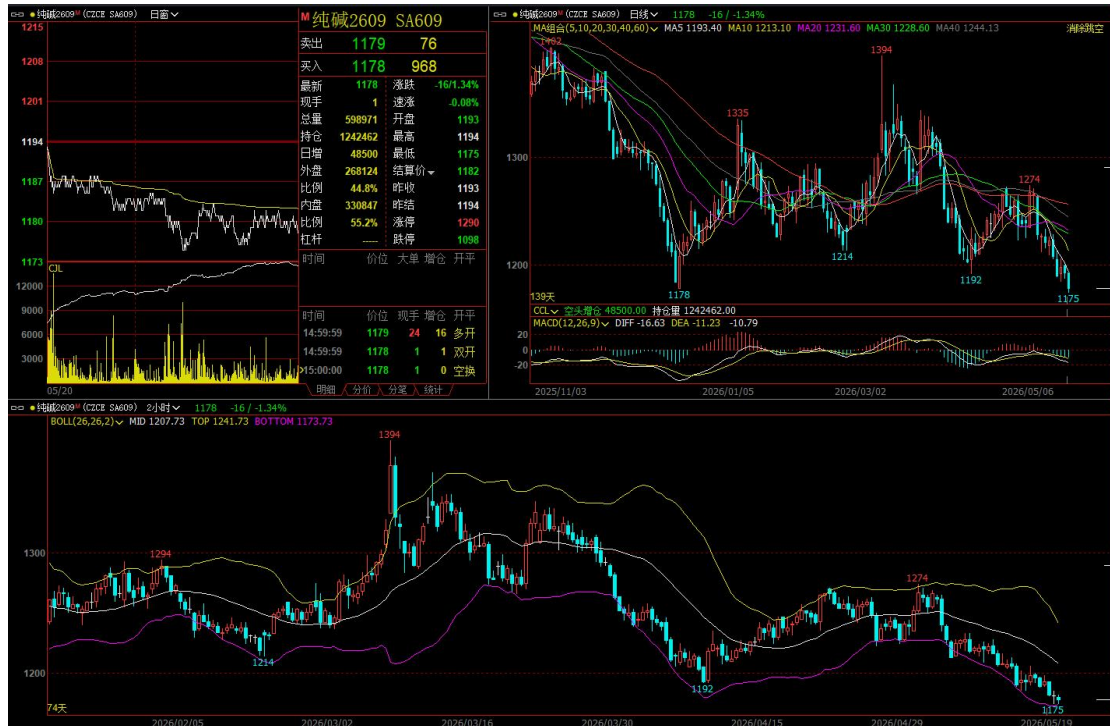 纯碱2609ᴹ(CZCE SA609) 日窗
1215
1208
1201
1194
1187
1180
1173
CJL
12000
9000
6000
3000
05/20
M 纯碱2609 SA609
卖出 1179 76
买入 1178 968
最新 1178 涨跌 -16/1.34%
现手 1 速涨 -0.08%
总量 598971 开盘 1193
持仓 1242462 最高 1194
日增 48500 最低 1175
外盘 268124 结算价 1182
比例 44.8% 昨收 1193
内盘 330847 昨结 1194
比例 55.2% 涨停 1290
杠杆 ---- 跌停 1098
时间 价位 大单 增仓 开平
时间 价位 现手 增仓 开平
14:59:59 1179 24 16 多开
14:59:59 1178 1 1 双开
15:00:00 1178 1 0 空换
明细 分价 分笔 统计
纯碱2609ᴹ(CZCE SA609) 日线 1178 -16 / -1.34%
MA组合(5,10,20,30,40,60) MA5 1193.40 MA10 1213.10 MA20 1231.60 MA30 1228.60 MA40 1244.13 消除跳空
1402
1394
1335
1300
1274
1214
1200
1192
1178
1175
139天
CCL 空头增仓 48500.00 持仓量 1242462.00
MACD(12,26,9) DIFF -16.63 DEA -11.23 -10.79
20
0
-20
2025/11/03 2026/01/05 2026/03/02 2026/05/06
纯碱2609ᴹ(CZCE SA609) 2小时 1178 -16 / -1.34%
BOLL(26,26,2) MID 1207.73 TOP 1241.73 BOTTOM 1173.73
1394
1300
1294
1274
1214
1200
1192
1175
74天
2026/02/05 2026/03/02 2026/03/16 2026/03/30 2026/04/15 2026/04/29 2026/05/19